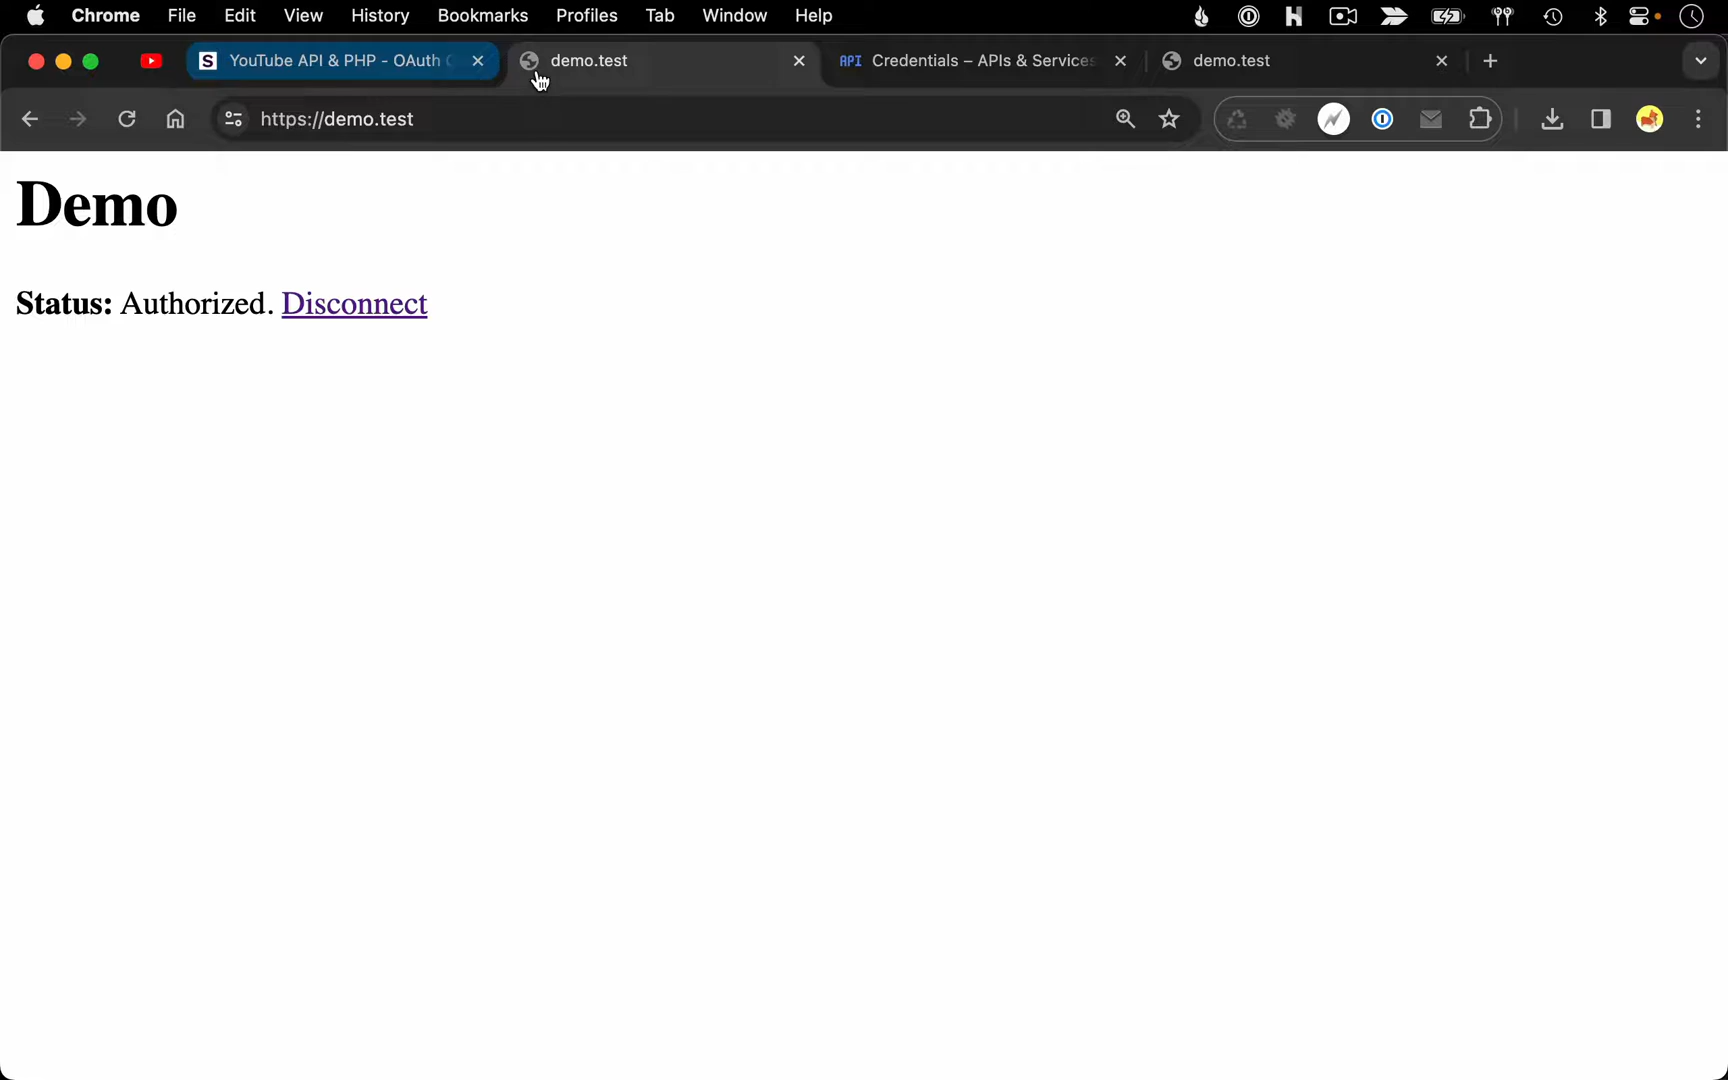 Chrome File Edit View History Bookmarks Profiles Tab Window Help
YouTube API & PHP - OAuth demo.test API Credentials – APIs & Services demo.test
https://demo.test
Demo
Status: Authorized. Disconnect